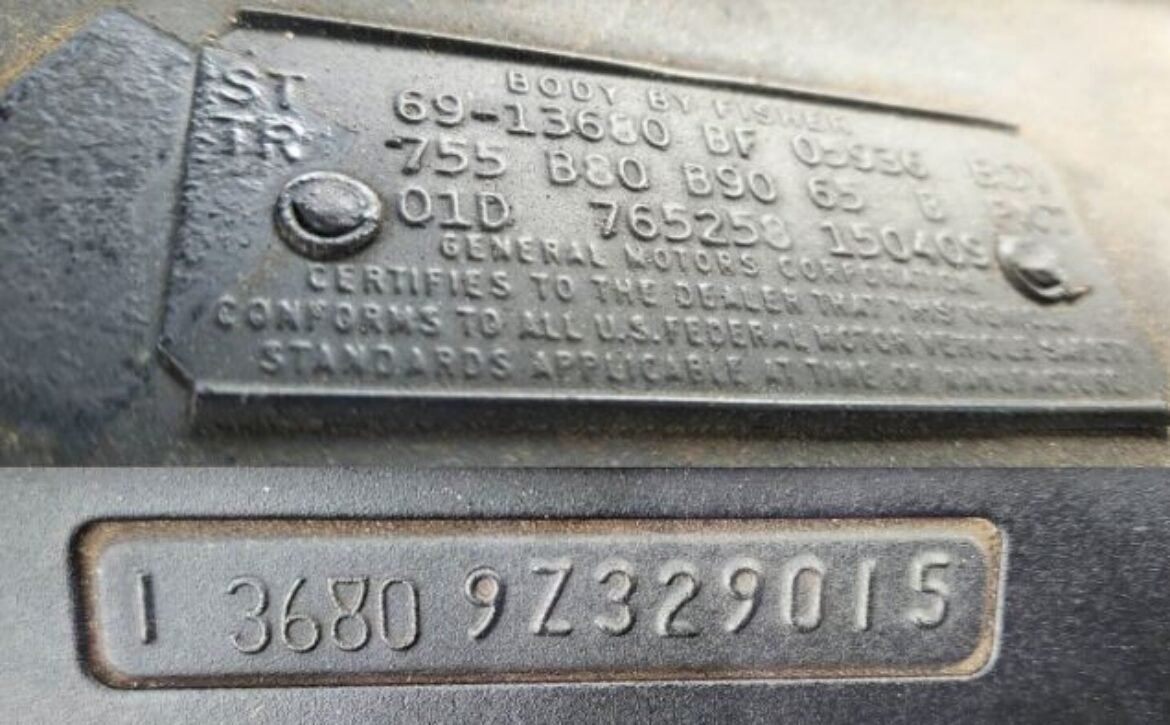 BODY BY FISHER
ST 69-13680 BF 05936 BDY
TR 755 B80 B90 65 B PNT
01D 765258 150409
GENERAL MOTORS CORPORATION
CERTIFIES TO THE DEALER THAT THIS VEHICLE
CONFORMS TO ALL U.S. FEDERAL MOTOR VEHICLE SAFETY
STANDARDS APPLICABLE AT TIME OF MANUFACTURE
1 3680 9Z329015